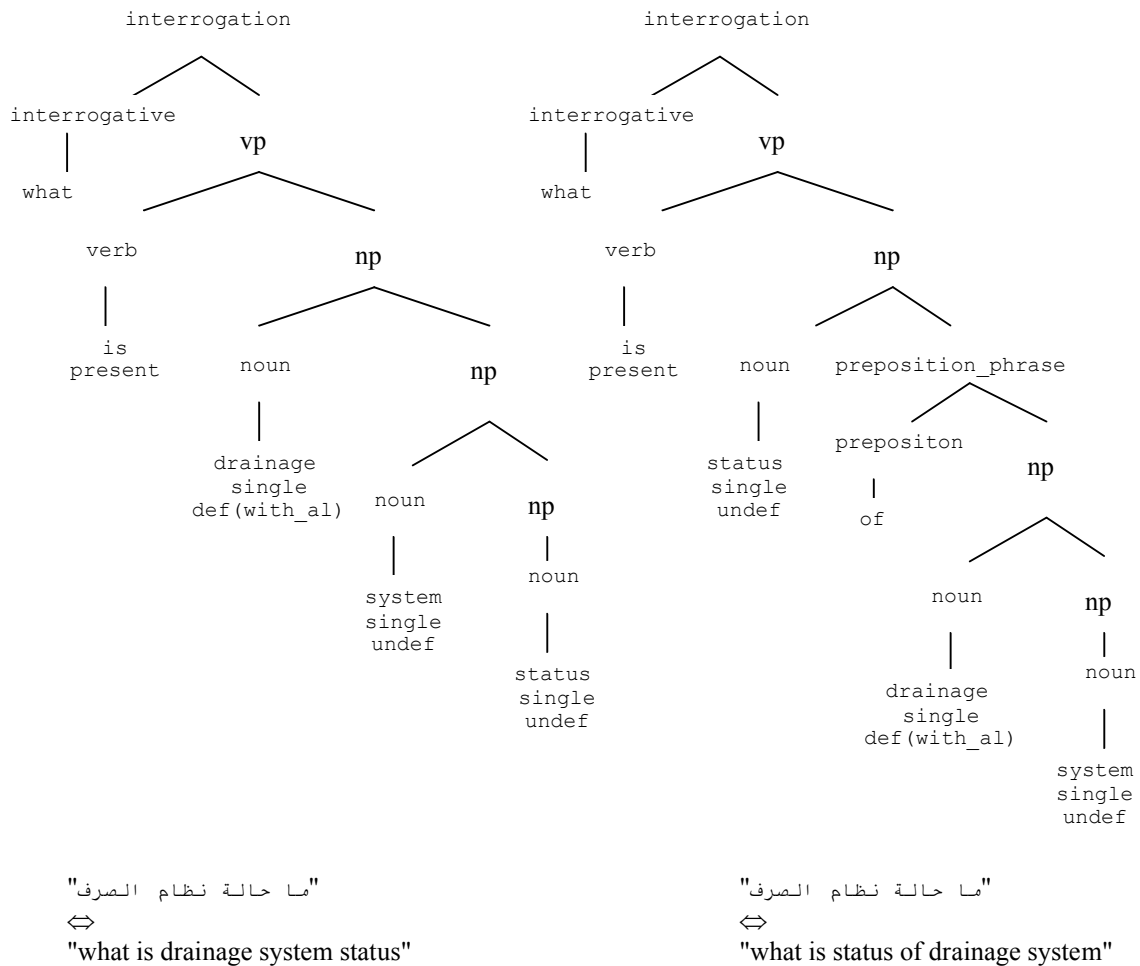 interrogation
interrogative
vp
what
verb
np
is
present
noun
np
drainage
single
def(with_al)
noun
np
system
single
undef
noun
status
single
undef
"ما حالة نظام الصرف"
⇔
"what is drainage system status"
interrogation
interrogative
vp
what
verb
np
is
present
noun
preposition_phrase
status
single
undef
prepositon
np
of
noun
np
drainage
single
def(with_al)
noun
system
single
undef
"ما حالة نظام الصرف"
⇔
"what is status of drainage system"